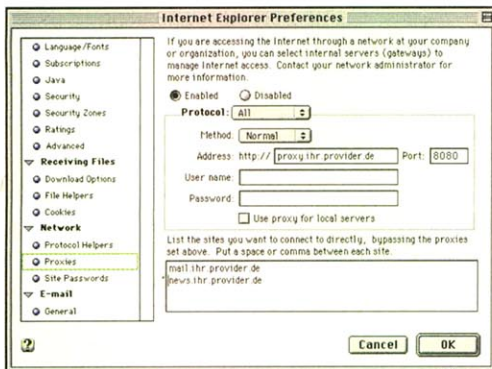 Internet Explorer Preferences
Language/Fonts
Subscriptions
Java
Security
Security Zones
Ratings
Advanced
Receiving Files
Download Options
File Helpers
Cookies
Network
Protocol Helpers
Proxies
Site Passwords
E-mail
General
If you are accessing the Internet through a network at your company
or organization, you can select internal servers (gateways) to
manage Internet access. Contact your network administrator for
more information.
Enabled Disabled
Protocol: All
Method: Normal
Address: http:// proxy.ihr.provider.de Port: 8080
User name:
Password:
Use proxy for local servers
List the sites you want to connect to directly, bypassing the proxies
set above. Put a space or comma between each site.
mail.ihr.provider.de
news.ihr.provider.de
?
Cancel OK